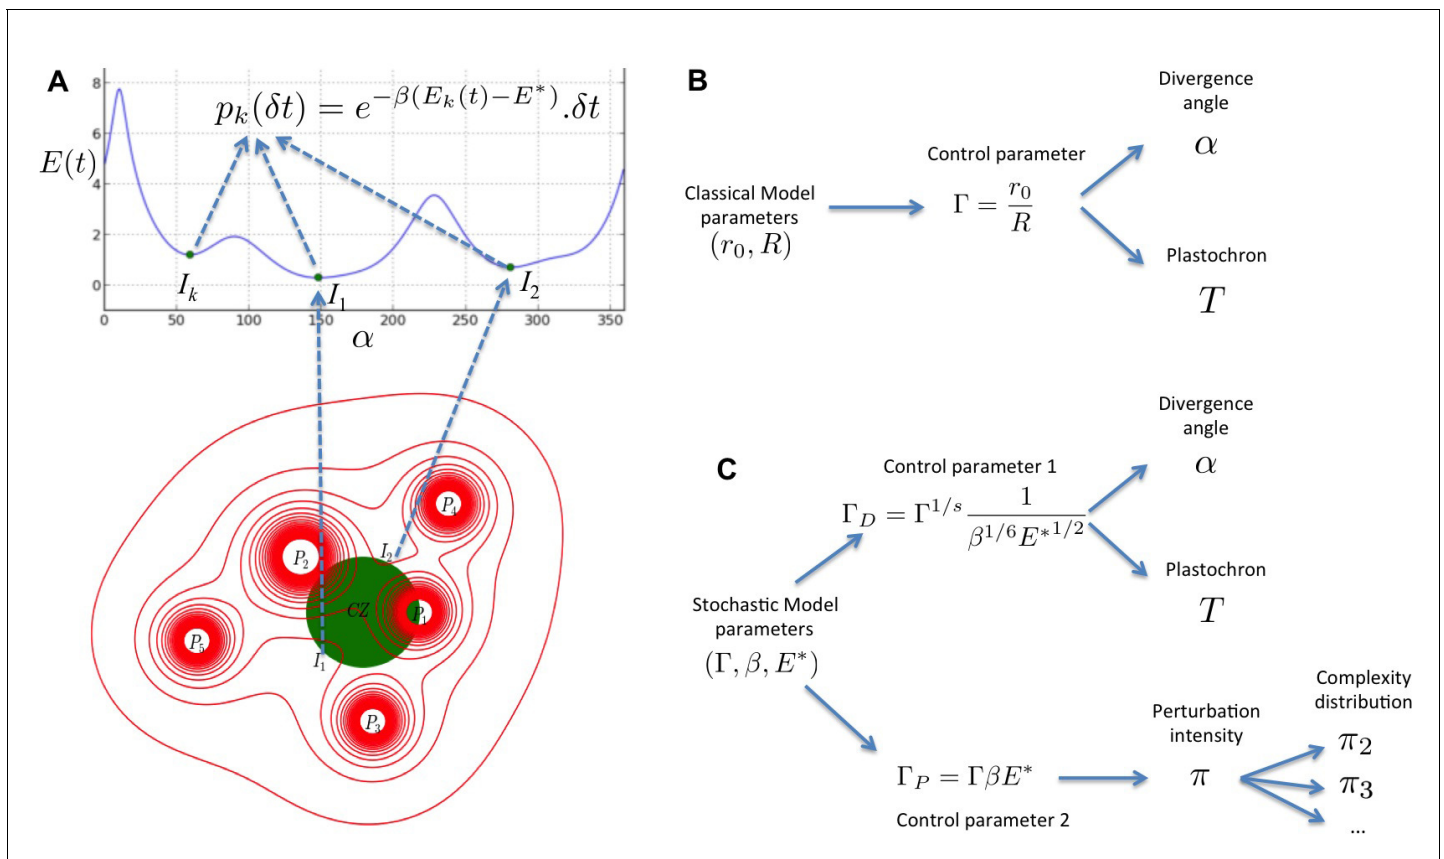 A
8
6
4
2
0
E(t)
p_k(δt) = e^{−β(E_k(t)−E*)}.δt
I_k
I_1
I_2
0 50 100 150 200 250 300 350
α
P_4
P_2
I_2
CZ
P_1
P_5
I_1
P_3
B
Classical Model
parameters
(r_0, R)
Control parameter
Γ = r_0/R
Divergence
angle
α
Plastochron
T
C
Stochastic Model
parameters
(Γ, β, E*)
Control parameter 1
Γ_D = Γ^{1/s} 1/(β^{1/6}E*^{1/2})
Divergence
angle
α
Plastochron
T
Γ_P = ΓβE*
Control parameter 2
Perturbation
intensity
π
Complexity
distribution
π_2
π_3
...